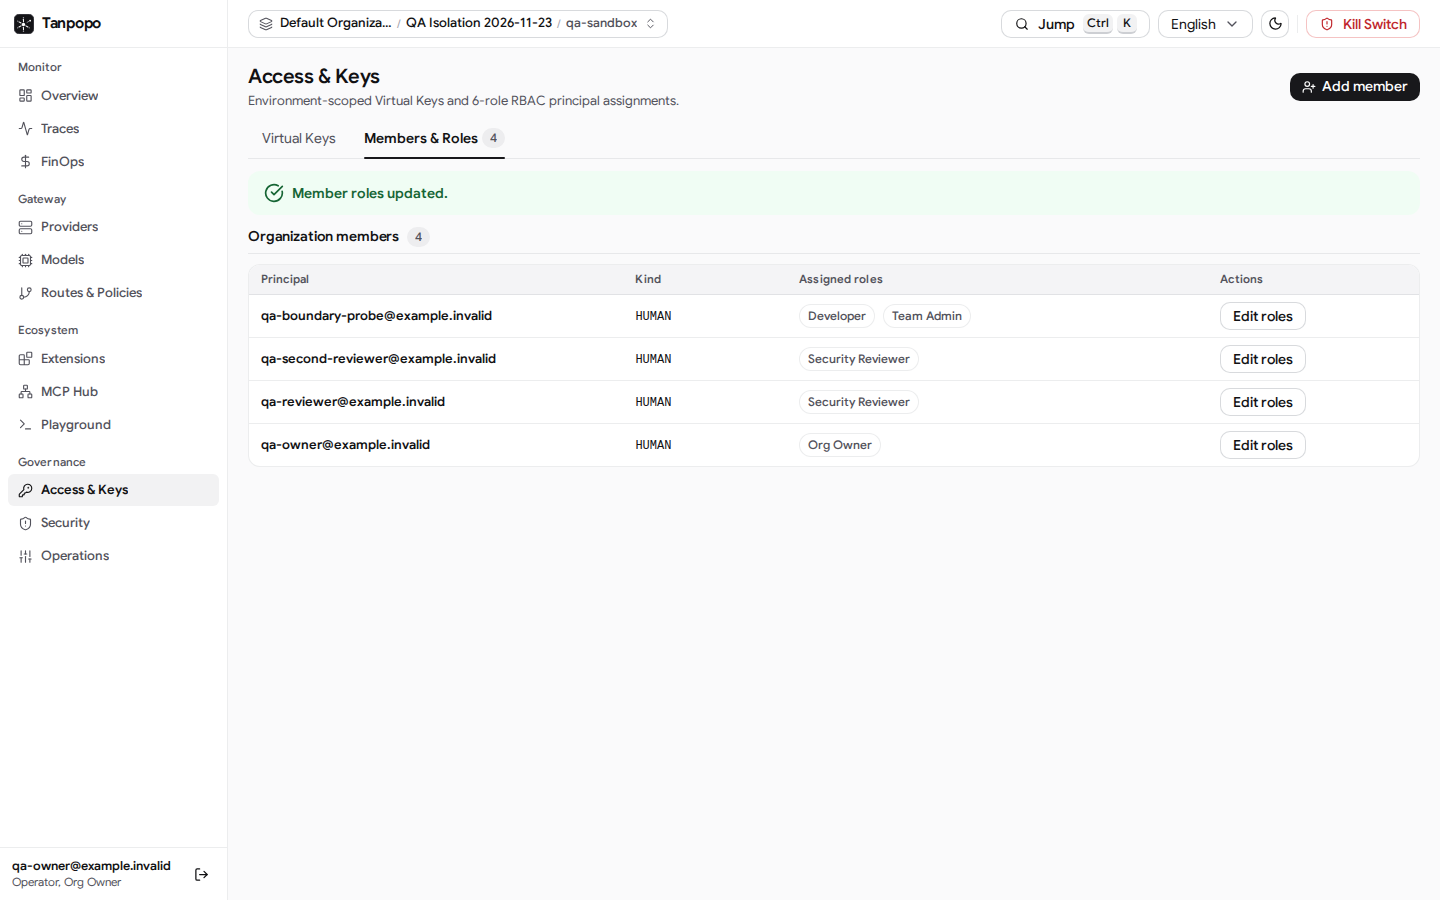 Tanpopo
Default Organiza... / QA Isolation 2026-11-23 / qa-sandbox
Jump Ctrl K
English
Kill Switch
Monitor
Overview
Traces
FinOps
Gateway
Providers
Models
Routes & Policies
Ecosystem
Extensions
MCP Hub
Playground
Governance
Access & Keys
Security
Operations
qa-owner@example.invalid
Operator, Org Owner
Access & Keys
Environment-scoped Virtual Keys and 6-role RBAC principal assignments.
Add member
Virtual Keys
Members & Roles 4
Member roles updated.
Organization members 4
Principal Kind Assigned roles Actions
qa-boundary-probe@example.invalid HUMAN Developer Team Admin Edit roles
qa-second-reviewer@example.invalid HUMAN Security Reviewer Edit roles
qa-reviewer@example.invalid HUMAN Security Reviewer Edit roles
qa-owner@example.invalid HUMAN Org Owner Edit roles